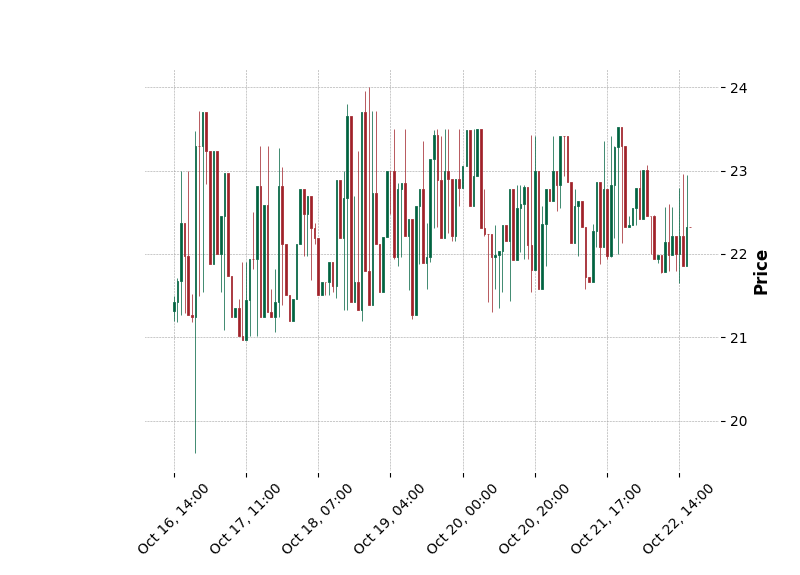 24
23
22
21
20
Price
Oct 16, 14:00
Oct 17, 11:00
Oct 18, 07:00
Oct 19, 04:00
Oct 20, 00:00
Oct 20, 20:00
Oct 21, 17:00
Oct 22, 14:00